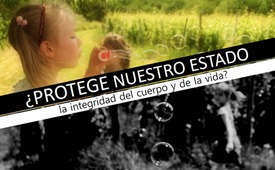 ¿PROTEGE NUESTRO ESTADO
la integridad del cuerpo y de la vida?